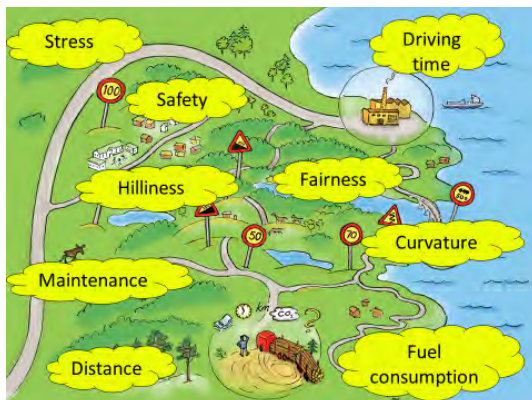 Stress
Driving
time
100
Safety
Hilliness
Fairness
50
70
Curvature
Maintenance
km
CO₂
?
Distance
Fuel
consumption